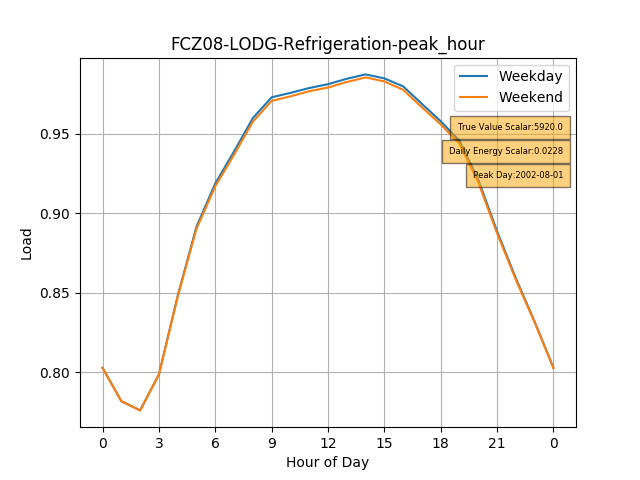 FCZ08-LODG-Refrigeration-peak_hour
Weekday
Weekend
True Value Scalar:5920.0
Daily Energy Scalar:0.0228
Peak Day:2002-08-01
Load
0.95
0.90
0.85
0.80
0 3 6 9 12 15 18 21 0
Hour of Day